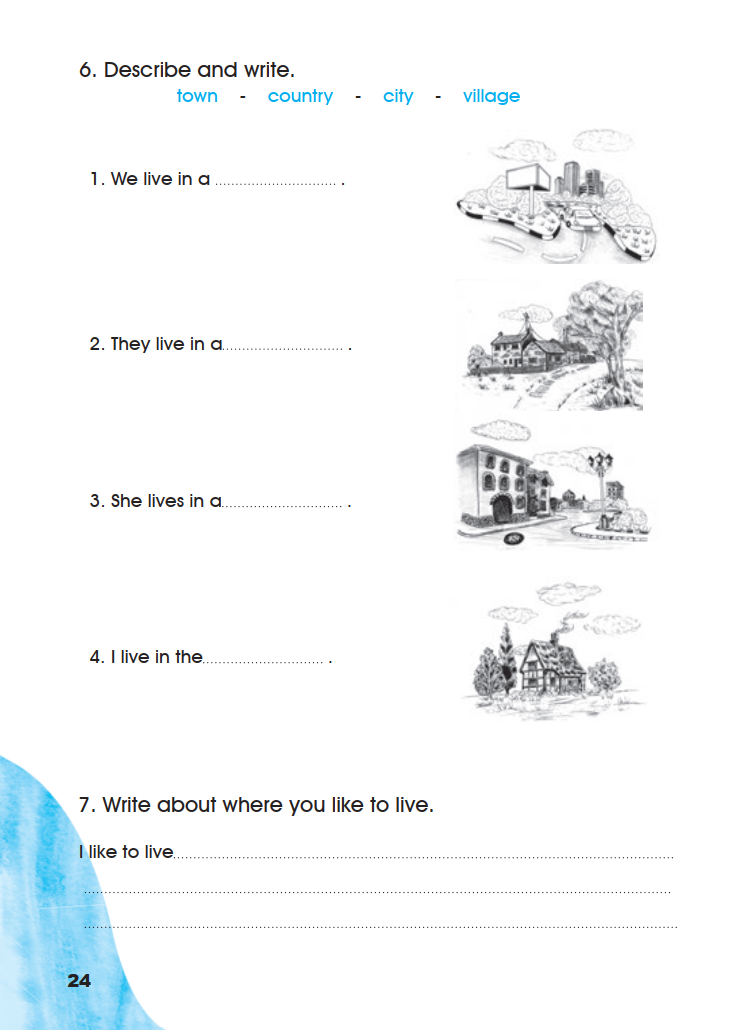 6. Describe and write.
town - country - city - village
1. We live in a .............................. .
2. They live in a.............................. .
3. She lives in a.............................. .
4. I live in the.............................. .
7. Write about where you like to live.
I like to live..............................................................................................................................
....................................................................................................................................................
....................................................................................................................................................
24